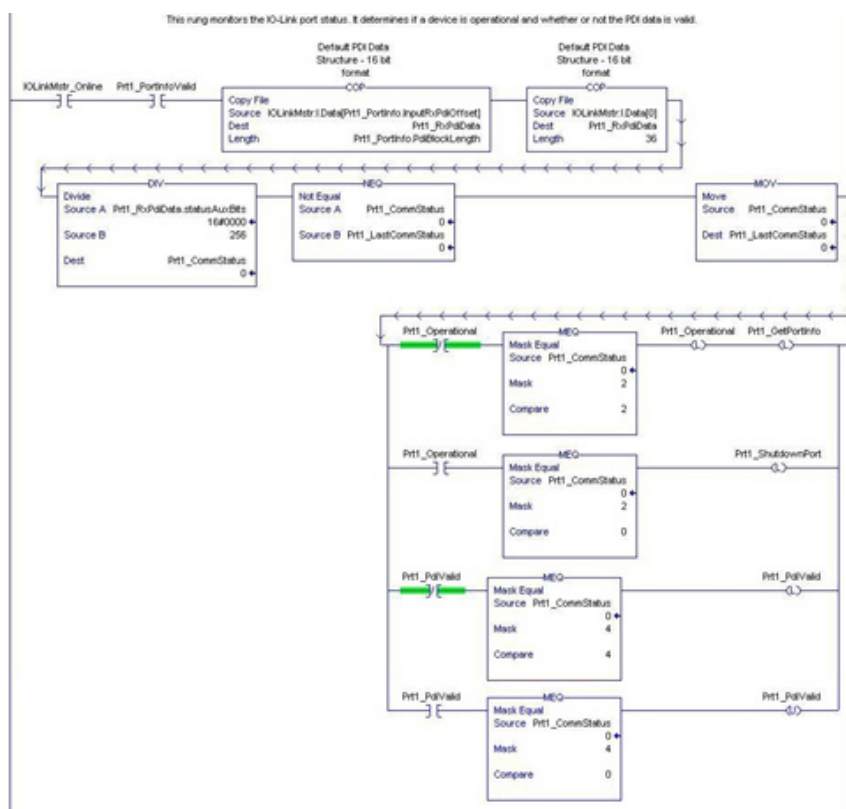 This rung monitors the IO-Link port status. It determines if a device is operational and whether or not the PDI data is valid.
Default PDI Data
Structure - 16 bit
format
Default PDI Data
Structure - 16 bit
format
IOLinkMstr_Online
Prt1_PortInfoValid
COP
Copy File
Source IOLinkMstr:I.Data[Prt1_PortInfo.InputRxPdiOffset]
Dest Prt1_RxPdiData
Length Prt1_PortInfo.PdiBlockLength
COP
Copy File
Source IOLinkMstr:I.Data[0]
Dest Prt1_RxPdiData
Length 36
DIV
Divide
Source A Prt1_RxPdiData.statusAuxBits
16#0000
Source B 256
Dest Prt1_CommStatus
0
NEQ
Not Equal
Source A Prt1_CommStatus
0
Source B Prt1_LastCommStatus
0
MOV
Move
Source Prt1_CommStatus
0
Dest Prt1_LastCommStatus
0
Prt1_Operational
MEQ
Mask Equal
Source Prt1_CommStatus
0
Mask 2
Compare 2
Prt1_Operational
L
Prt1_GetPortInfo
L
Prt1_Operational
MEQ
Mask Equal
Source Prt1_CommStatus
0
Mask 2
Compare 0
Prt1_ShutdownPort
L
Prt1_PdiValid
MEQ
Mask Equal
Source Prt1_CommStatus
0
Mask 4
Compare 4
Prt1_PdiValid
L
Prt1_PdiValid
MEQ
Mask Equal
Source Prt1_CommStatus
0
Mask 4
Compare 0
Prt1_PdiValid
U